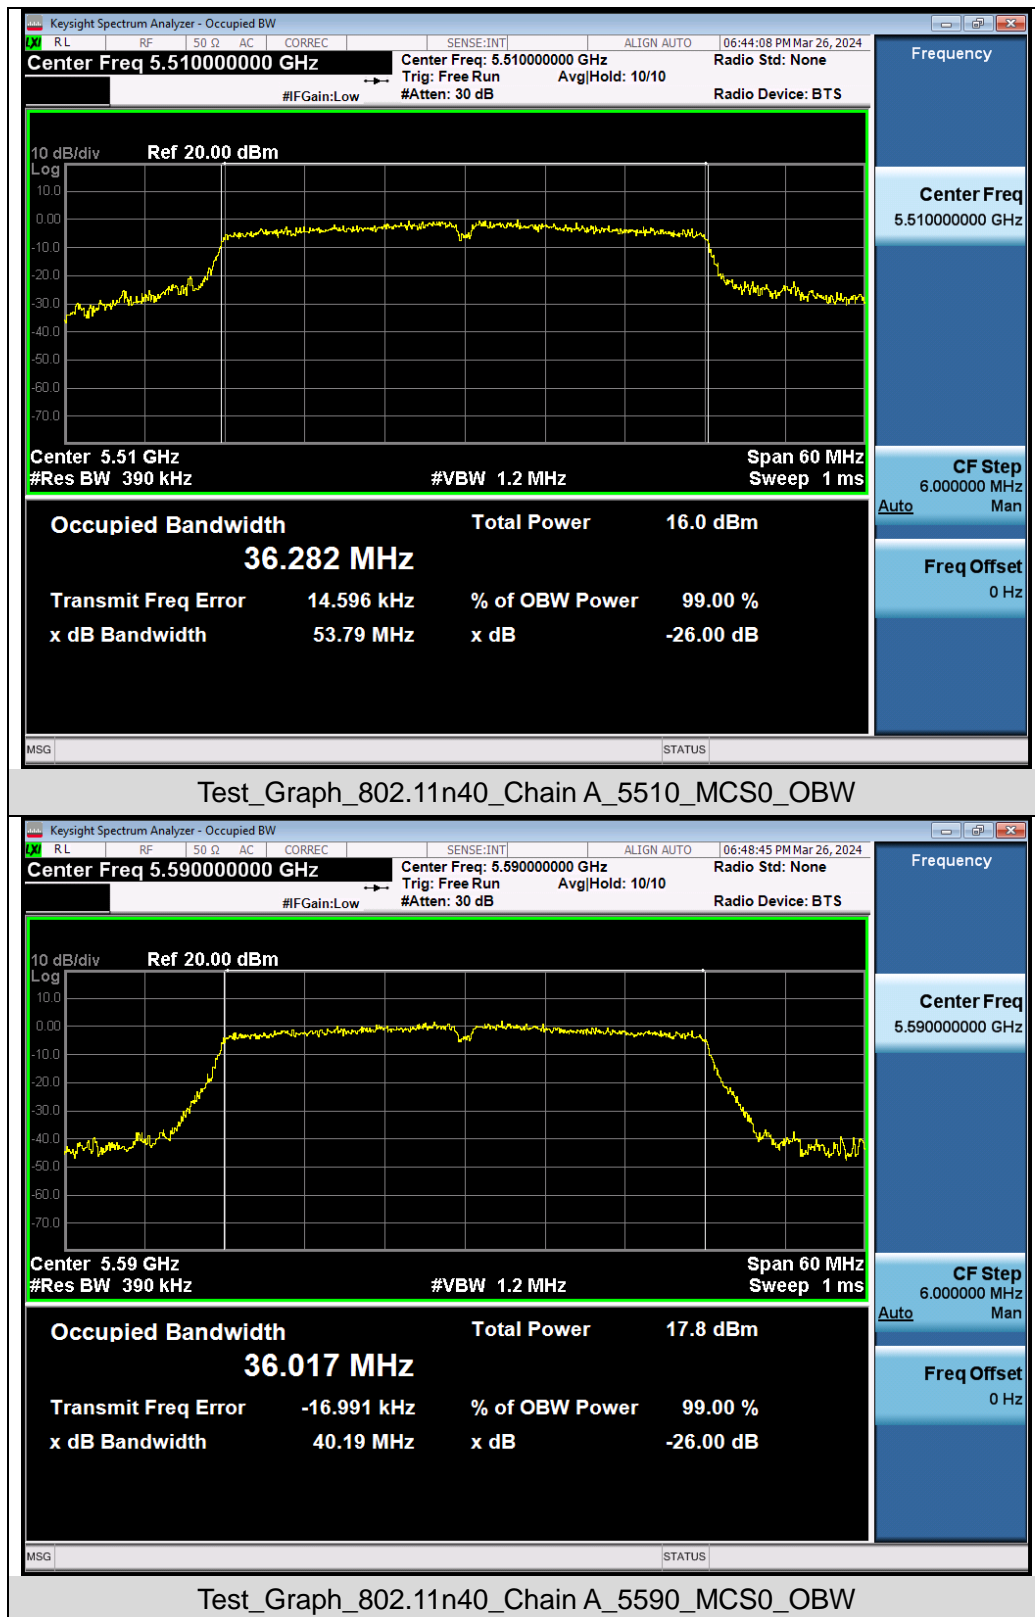 Keysight Spectrum Analyzer - Occupied BW
LXI RL RF 50 Ω AC CORREC SENSE:INT ALIGN AUTO 06:44:08 PM Mar 26, 2024
Center Freq 5.510000000 GHz
Center Freq: 5.510000000 GHz
Radio Std: None
Trig: Free Run Avg|Hold: 10/10
#IFGain:Low #Atten: 30 dB Radio Device: BTS
10 dB/div Ref 20.00 dBm
Log
10.0
0.00
-10.0
-20.0
-30.0
-40.0
-50.0
-60.0
-70.0
Center 5.51 GHz Span 60 MHz
#Res BW 390 kHz #VBW 1.2 MHz Sweep 1 ms
Occupied Bandwidth Total Power 16.0 dBm
36.282 MHz
Transmit Freq Error 14.596 kHz % of OBW Power 99.00 %
x dB Bandwidth 53.79 MHz x dB -26.00 dB
MSG STATUS
Frequency
Center Freq
5.510000000 GHz
CF Step
6.000000 MHz
Auto Man
Freq Offset
0 Hz
Test_Graph_802.11n40_Chain A_5510_MCS0_OBW
Keysight Spectrum Analyzer - Occupied BW
LXI RL RF 50 Ω AC CORREC SENSE:INT ALIGN AUTO 06:48:45 PM Mar 26, 2024
Center Freq 5.590000000 GHz
Center Freq: 5.590000000 GHz
Radio Std: None
Trig: Free Run Avg|Hold: 10/10
#IFGain:Low #Atten: 30 dB Radio Device: BTS
10 dB/div Ref 20.00 dBm
Log
10.0
0.00
-10.0
-20.0
-30.0
-40.0
-50.0
-60.0
-70.0
Center 5.59 GHz Span 60 MHz
#Res BW 390 kHz #VBW 1.2 MHz Sweep 1 ms
Occupied Bandwidth Total Power 17.8 dBm
36.017 MHz
Transmit Freq Error -16.991 kHz % of OBW Power 99.00 %
x dB Bandwidth 40.19 MHz x dB -26.00 dB
MSG STATUS
Frequency
Center Freq
5.590000000 GHz
CF Step
6.000000 MHz
Auto Man
Freq Offset
0 Hz
Test_Graph_802.11n40_Chain A_5590_MCS0_OBW